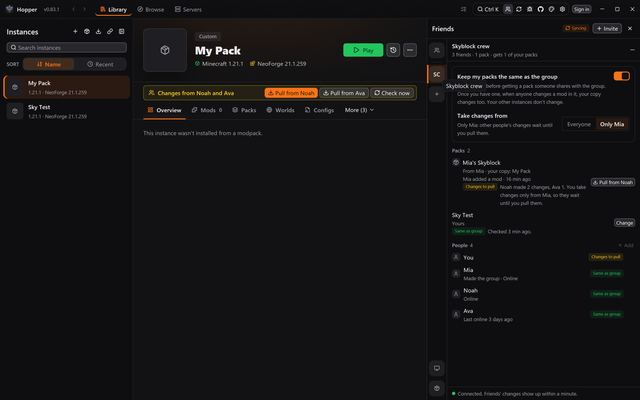 Hopper v0.83.1
Library
Browse
Servers
Ctrl K
Sign in
Instances
Search instances
SORT
Name
Recent
My Pack
1.21.1 · NeoForge 21.1.259
Sky Test
1.21.1 · NeoForge 21.1.259
Custom
My Pack
Minecraft 1.21.1
NeoForge 21.1.259
Play
Changes from Noah and Ava
Pull from Noah
Pull from Ava
Check now
Overview
Mods 0
Packs
Worlds
Configs
More (3)
This instance wasn't installed from a modpack.
Friends
Syncing
Invite
SC
Skyblock crew
Skyblock crew
3 friends · 1 pack · gets 1 of your packs
Keep my packs the same as the group
before getting a pack someone shares with the group.
Once you have one, when anyone changes a mod in it, your copy
changes too. Your other instances don't change.
Take changes from
Only Mia: other people's changes wait until
you pull them.
Everyone
Only Mia
Packs 2
Mia's Skyblock
From Mia · your copy: My Pack
Mia added a mod · 16 min ago
Changes to pull
Noah made 2 changes, Ava 1. You take
changes only from Mia, so they wait
until you pull them.
Pull from Noah
Sky Test
Yours
Same as group
Checked 3 min ago.
Change
People 4
Add
You
Changes to pull
Mia
Made the group · Online
Same as group
Noah
Online
Same as group
Ava
Last online 3 days ago
Same as group
Connected. Friends' changes show up within a minute.